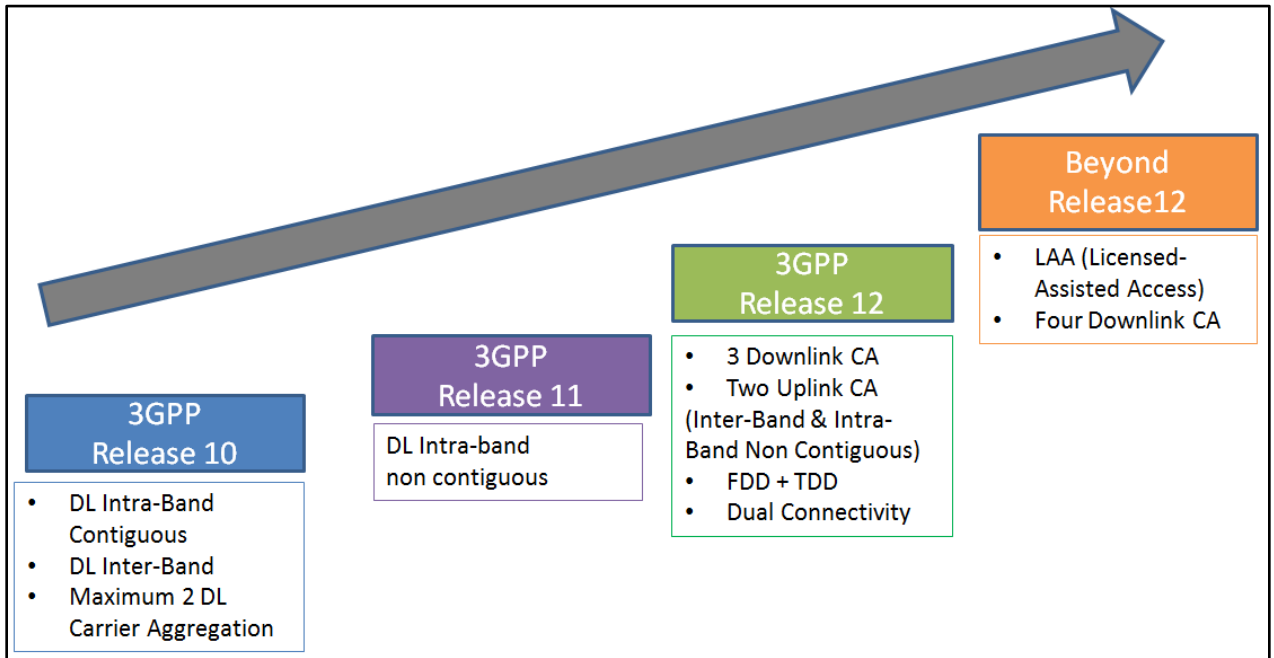 3GPP
Release 10
• DL Intra-Band
Contiguous
• DL Inter-Band
• Maximum 2 DL
Carrier Aggregation
3GPP
Release 11
DL Intra-band
non contiguous
3GPP
Release 12
• 3 Downlink CA
• Two Uplink CA
(Inter-Band & Intra-
Band Non Contiguous)
• FDD + TDD
• Dual Connectivity
Beyond
Release12
• LAA (Licensed-
Assisted Access)
• Four Downlink CA